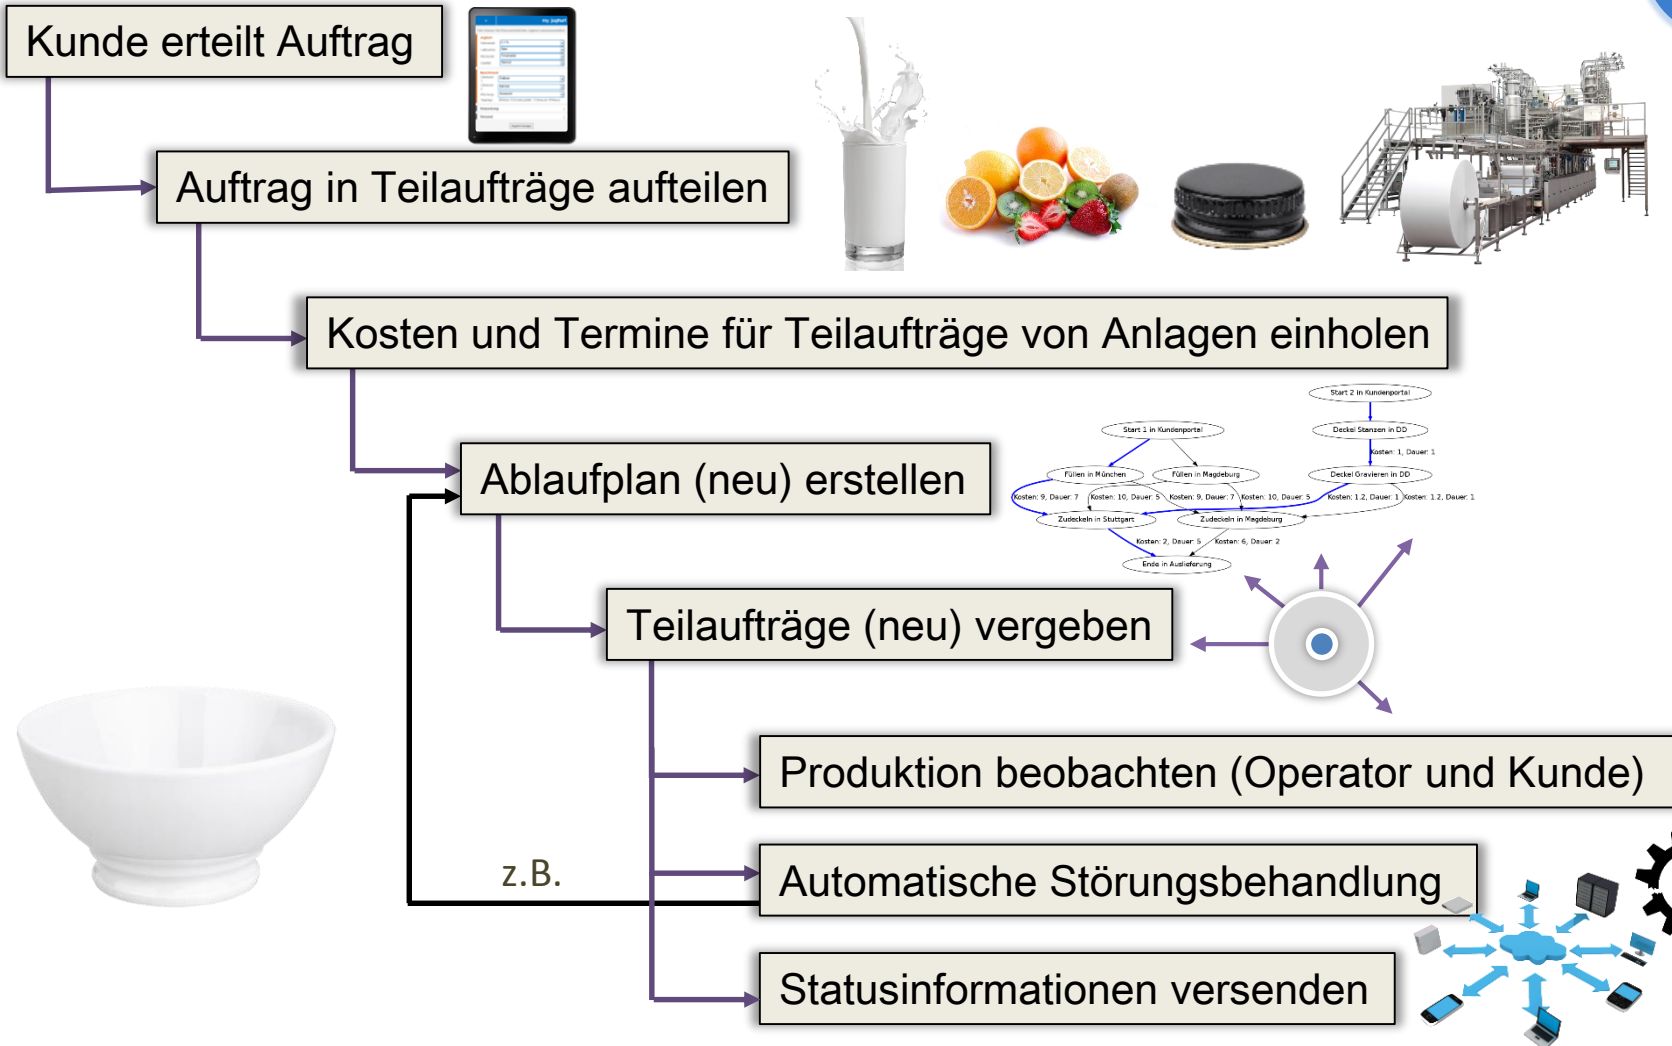 Kunde erteilt Auftrag
my joghurt
Auftrag in Teilaufträge aufteilen
Kosten und Termine für Teilaufträge von Anlagen einholen
Start 2 in Kundenportal
Start 1 in Kundenportal
Deckel Stanzen in DD
Kosten: 1, Dauer: 1
Ablaufplan (neu) erstellen
Füllen in München
Füllen in Magdeburg
Deckel Gravieren in DD
Kosten: 9, Dauer: 7
Kosten: 10, Dauer: 5
Kosten: 9, Dauer: 7
Kosten: 10, Dauer: 5
Kosten: 1.2, Dauer: 1
Kosten: 1.2, Dauer: 1
Zudeckeln in Stuttgart
Zudeckeln in Magdeburg
Kosten: 2, Dauer: 5
Kosten: 6, Dauer: 2
Ende in Auslieferung
Teilaufträge (neu) vergeben
Produktion beobachten (Operator und Kunde)
z.B.
Automatische Störungsbehandlung
Statusinformationen versenden